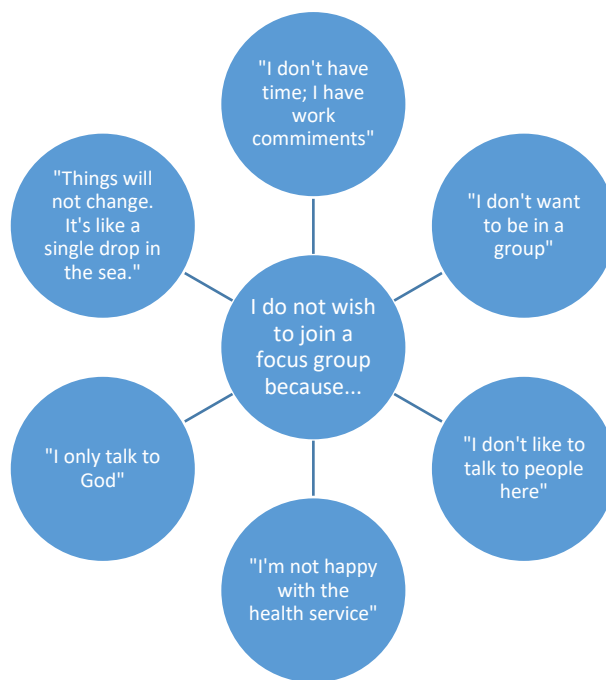 "I don't have
time; I have
work
commiments"
"I don't want
to be in a
group"
"I don't like to
talk to people
here"
"I'm not happy
with the
health service"
"I only talk to
God"
"Things will
not change.
It's like a
single drop in
the sea."
I do not wish
to join a
focus group
because...